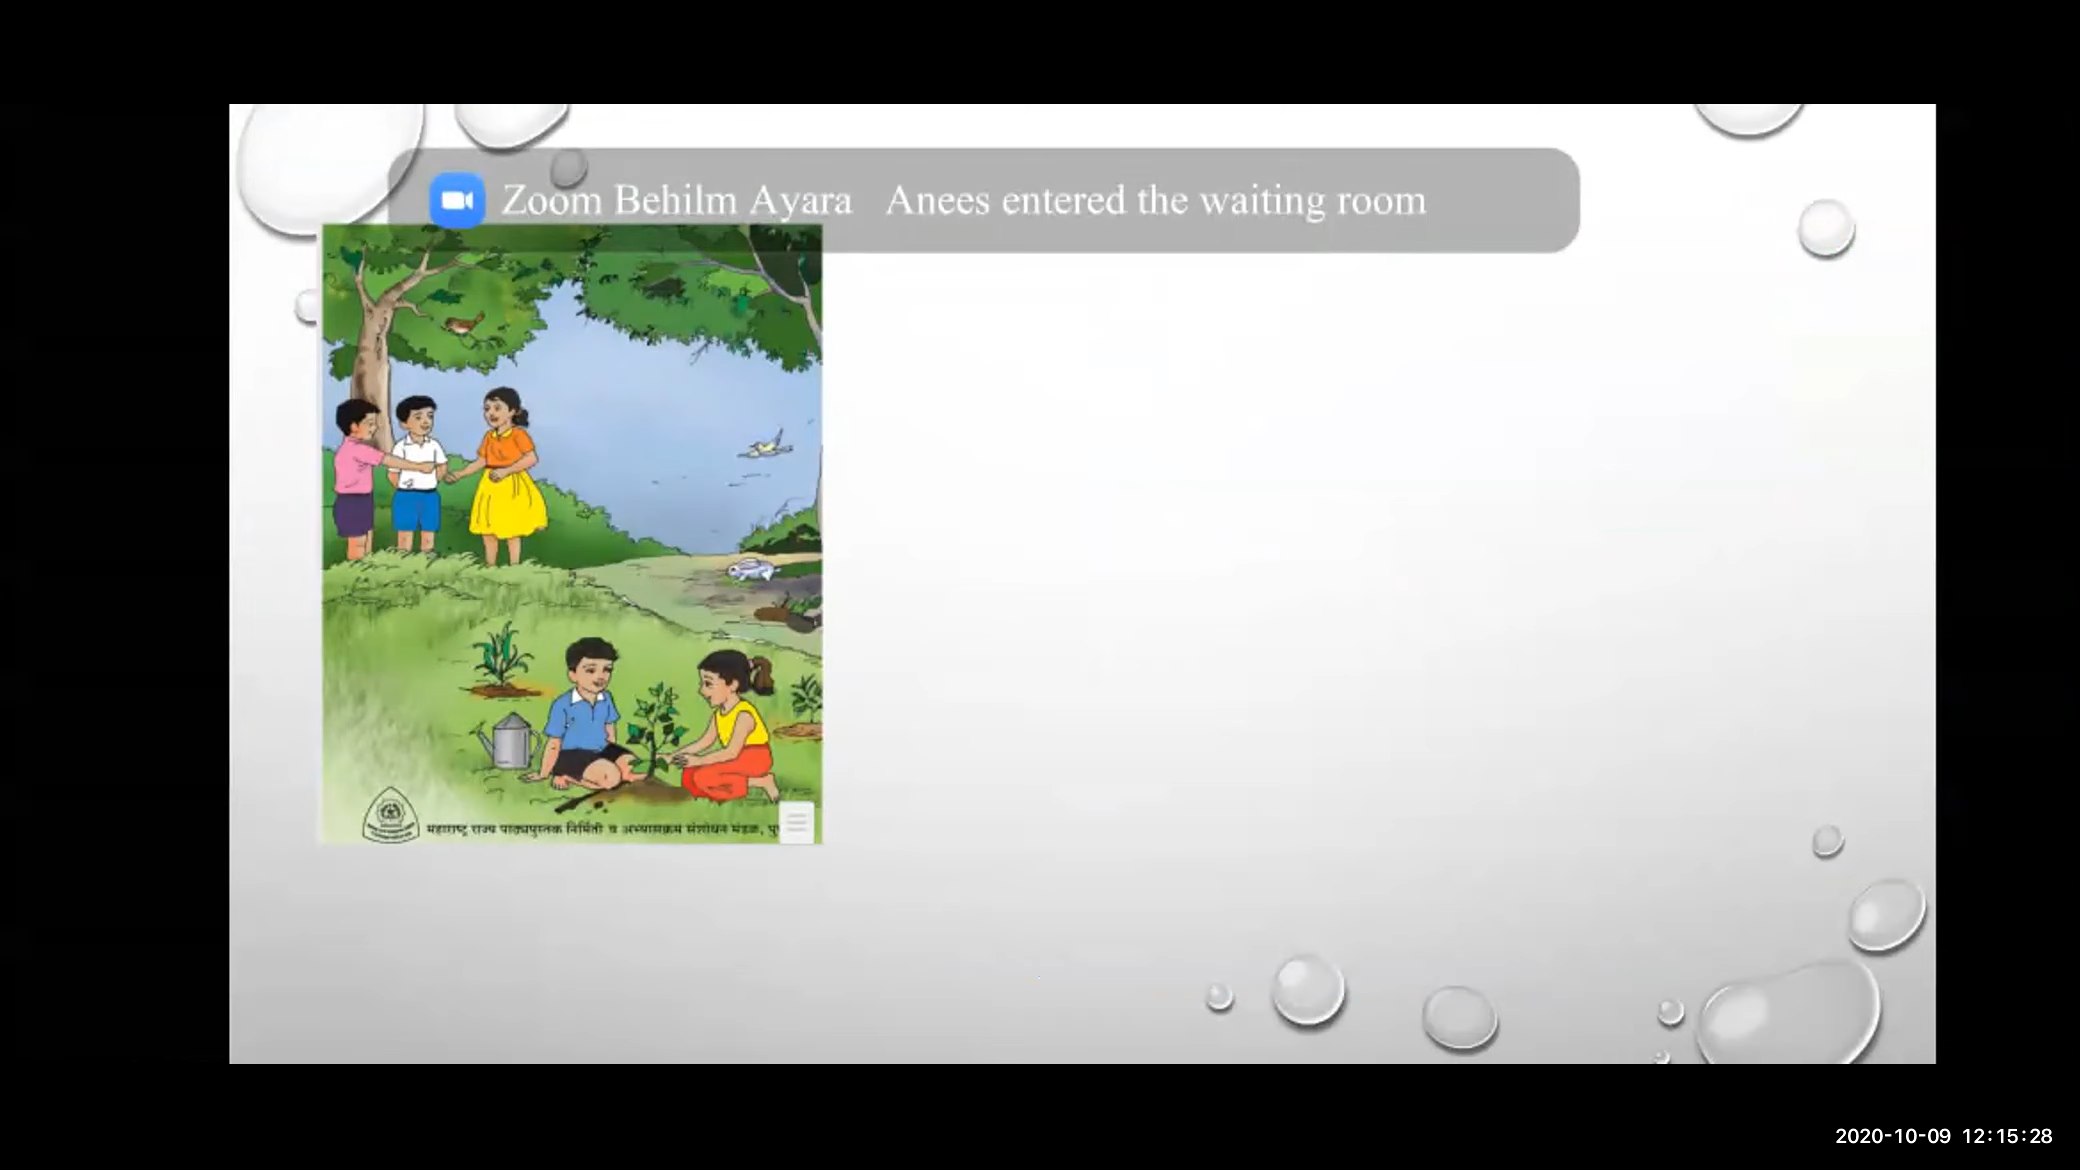 Zoom Behilm Ayara Anees entered the waiting room
महाराष्ट्र राज्य पाठ्यपुस्तक निर्मिती व अभ्यासक्रम संशोधन मंडळ,
2020-10-09 12:15:28